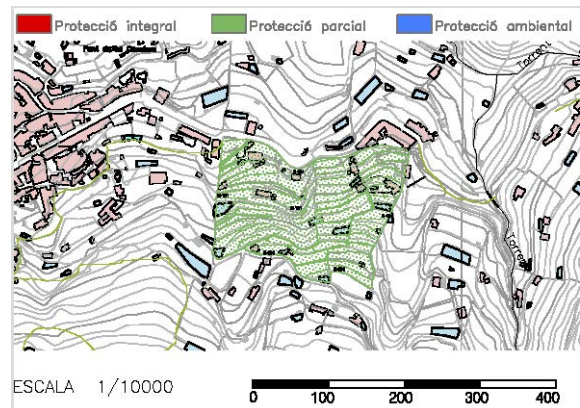 Protecció integral
Protecció parcial
Protecció ambiental
Torrent
Torrent
ESCALA 1/10000
0 100 200 300 400